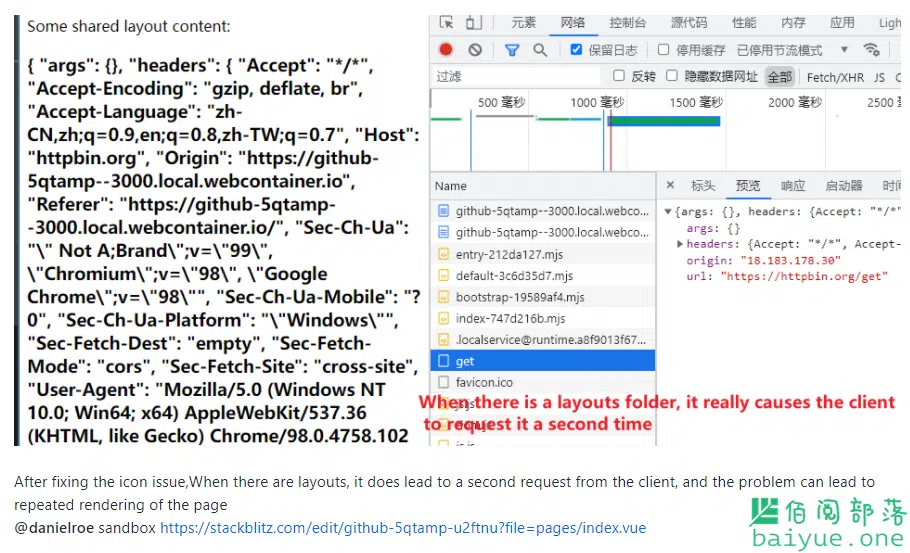 Some shared layout content:
{ "args": {}, "headers": { "Accept": "*/*",
"Accept-Encoding": "gzip, deflate, br",
"Accept-Language": "zh-
CN,zh;q=0.9,en;q=0.8,zh-TW;q=0.7", "Host":
"httpbin.org", "Origin": "https://github-
5qtamp--3000.local.webcontainer.io",
"Referer": "https://github-5qtamp-
-3000.local.webcontainer.io/", "Sec-Ch-Ua":
"\" Not A;Brand\";v=\"99\",
\"Chromium\";v=\"98\", \"Google
Chrome\";v=\"98\"", "Sec-Ch-Ua-Mobile": "?
0", "Sec-Ch-Ua-Platform": "\"Windows\"",
"Sec-Fetch-Dest": "empty", "Sec-Fetch-
Mode": "cors", "Sec-Fetch-Site": "cross-site",
"User-Agent": "Mozilla/5.0 (Windows NT
10.0; Win64; x64) AppleWebKit/537.36
(KHTML, like Gecko) Chrome/98.0.4758.102
元素 网络 控制台 源代码 性能 内存 应用 Ligh
保留日志 停用缓存 已停用节流模式
过滤 反转 隐藏数据网址 全部 Fetch/XHR JS C
500 毫秒 1000 毫秒 1500 毫秒 2000 毫秒 2500
Name
github-5qtamp--3000.local.webco...
github-5qtamp--3000.local.webco...
entry-212da127.mjs
default-3c6d35d7.mjs
bootstrap-19589af4.mjs
index-747d216b.mjs
.localservice@runtime.a8f9013f67...
get
favicon.ico
× 标头 预览 响应 启动器 时间
{args: {}, headers: {Accept: "*/*"
args: {}
headers: {Accept: "*/*", Accept-
origin: "18.183.178.30"
url: "https://httpbin.org/get"
When there is a layouts folder, it really causes the client
to request it a second time
After fixing the icon issue,When there are layouts, it does lead to a second request from the client, and the problem can lead to
repeated rendering of the page
@danielroe sandbox https://stackblitz.com/edit/github-5qtamp-u2ftnu?file=pages/index.vue
佰阅部落
baiyue.one